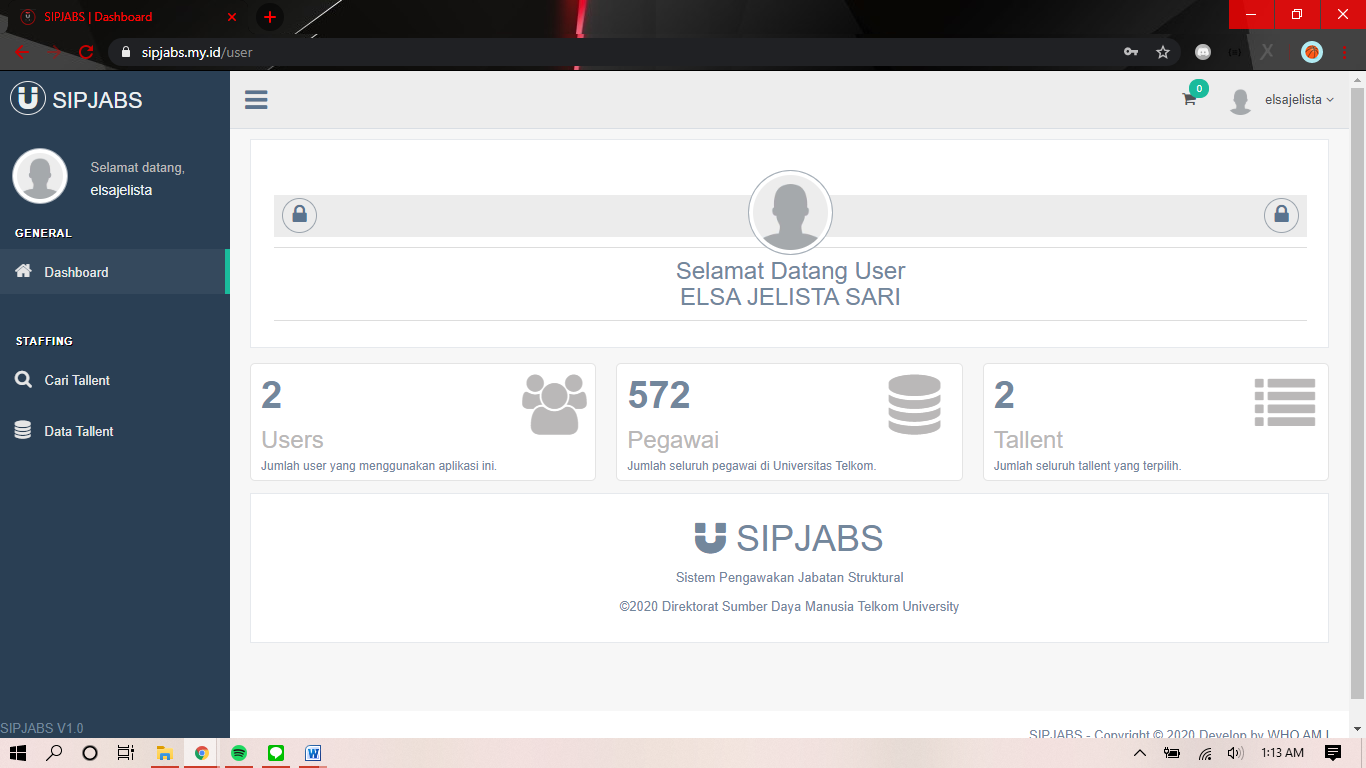 SIPJABS | Dashboard
sipjabs.my.id/user
SIPJABS
0
elsajelista
Selamat datang,
elsajelista
GENERAL
Dashboard
STAFFING
Cari Tallent
Data Tallent
SIPJABS V1.0
Selamat Datang User
ELSA JELISTA SARI
2
Users
Jumlah user yang menggunakan aplikasi ini.
572
Pegawai
Jumlah seluruh pegawai di Universitas Telkom.
2
Tallent
Jumlah seluruh tallent yang terpilih.
SIPJABS
Sistem Pengawakan Jabatan Struktural
©2020 Direktorat Sumber Daya Manusia Telkom University
SIPJABS - Copyright © 2020 Develop by WHO AM I
1:13 AM